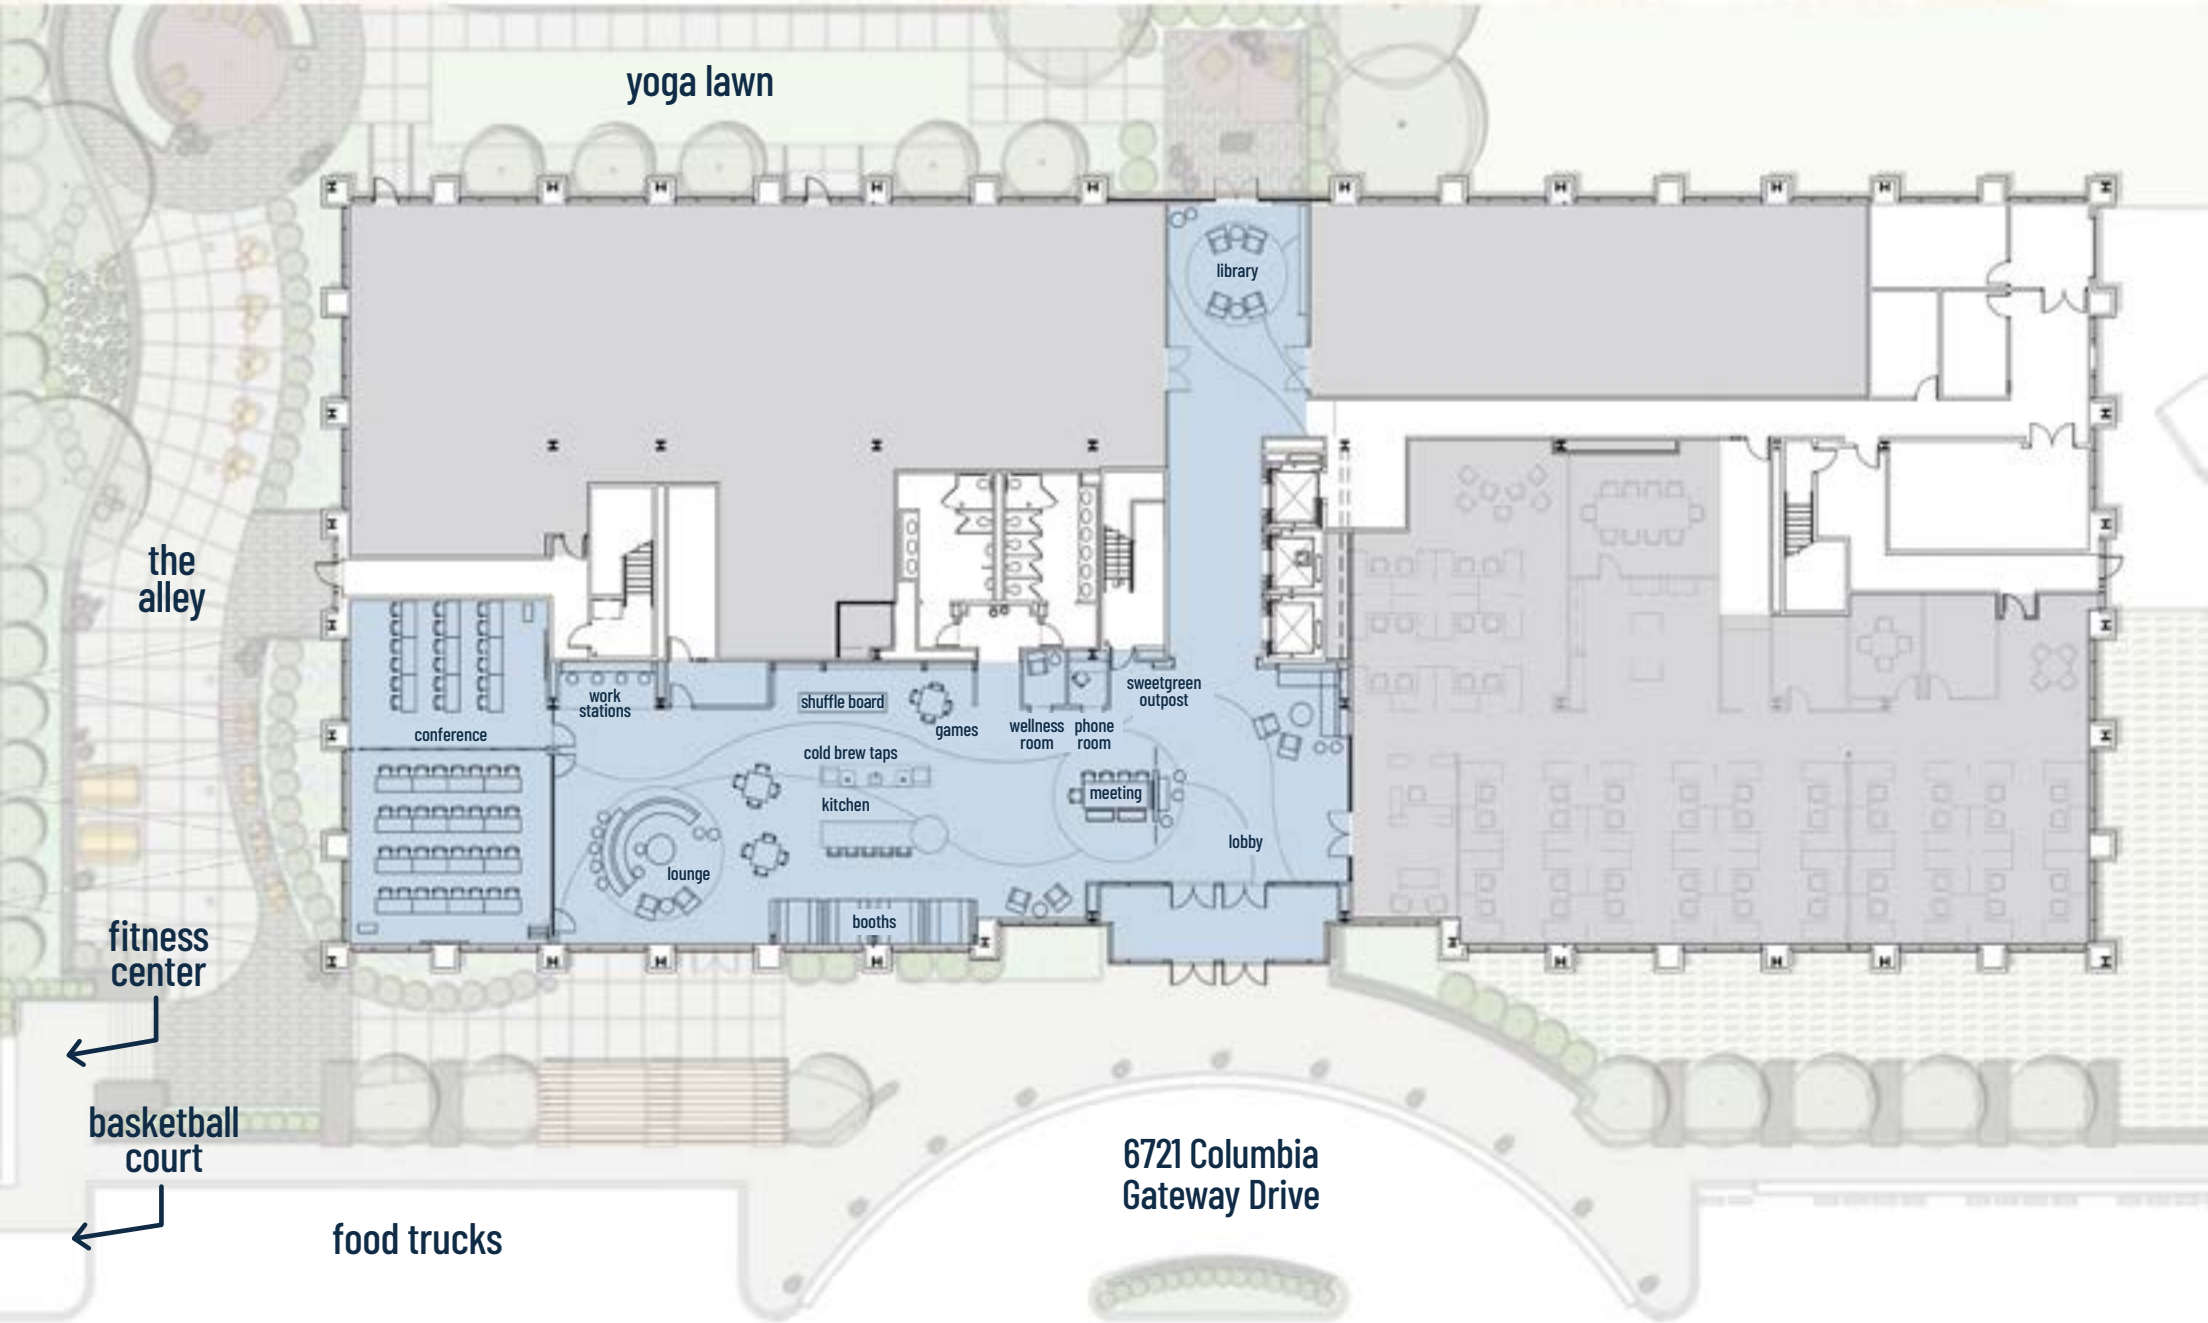 yoga lawn
library
the
alley
work
stations
shuffle board
games
wellness
room
phone
room
sweetgreen
outpost
conference
cold brew taps
kitchen
meeting
lobby
lounge
booths
fitness
center
basketball
court
food trucks
6721 Columbia
Gateway Drive